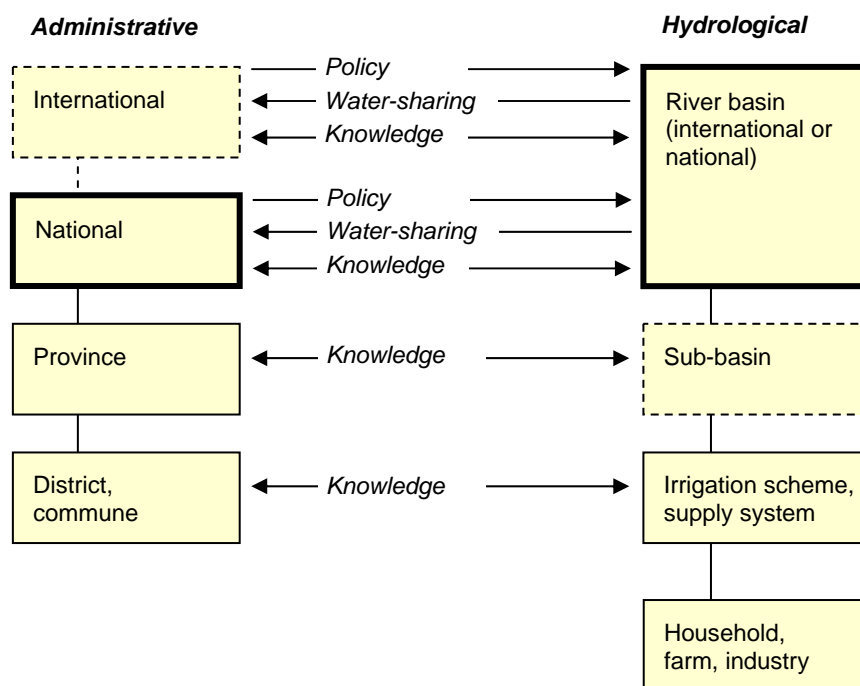 Administrative
Hydrological
International
Policy
Water-sharing
Knowledge
River basin
(international or
national)
National
Policy
Water-sharing
Knowledge
Province
Knowledge
Sub-basin
District,
commune
Knowledge
Irrigation scheme,
supply system
Household,
farm, industry